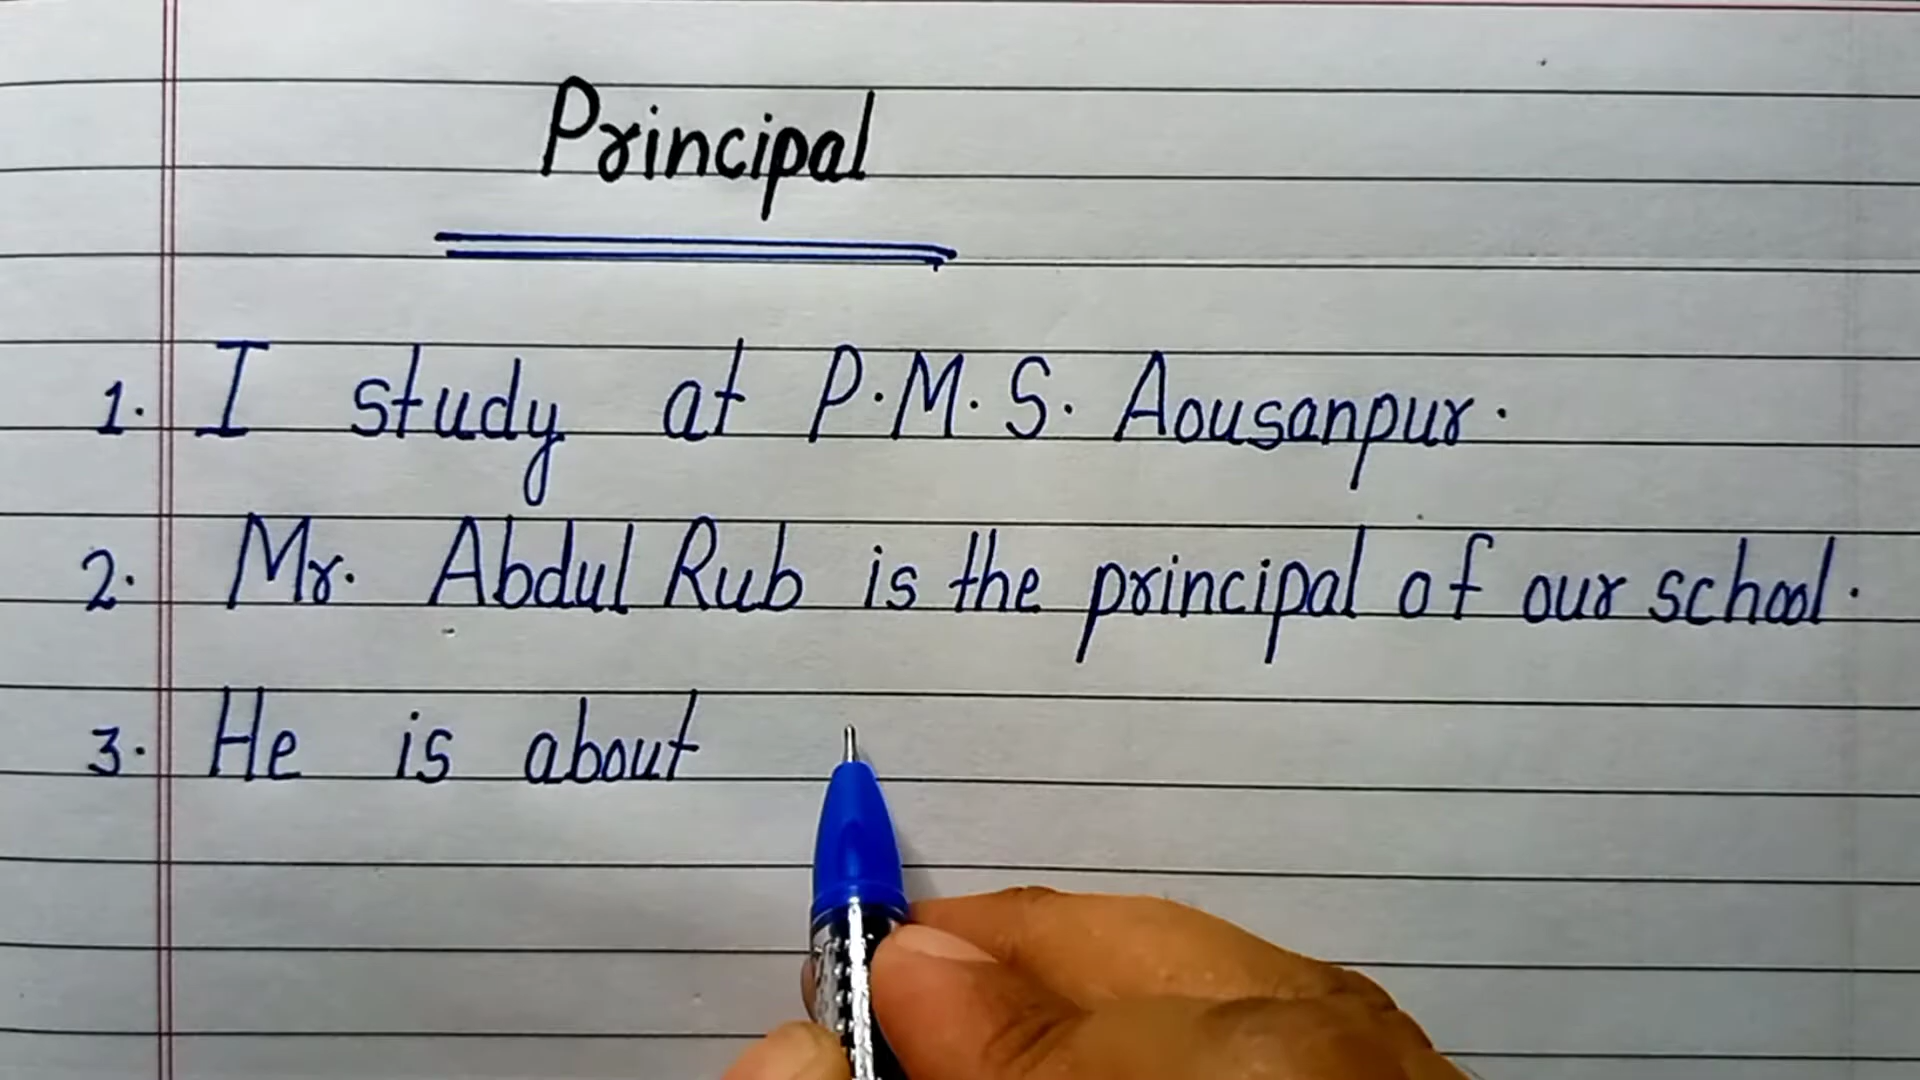 Principal
1. I study at P.M.S. Aousanpur.
2. Mr. Abdul Rub is the principal of our school.
3. He is about